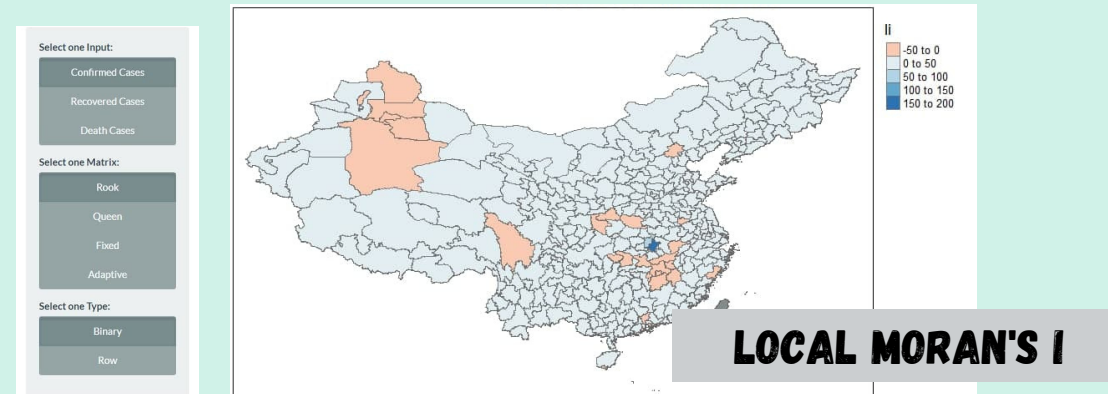 Select one Input:
Confirmed Cases
Recovered Cases
Death Cases
Select one Matrix:
Rook
Queen
Fixed
Adaptive
Select one Type:
Binary
Row
Ii
-50 to 0
0 to 50
50 to 100
100 to 150
150 to 200
LOCAL MORAN'S I